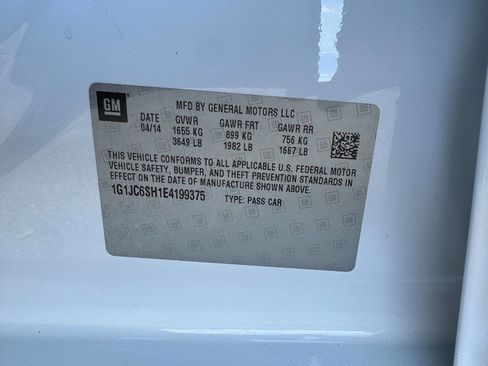 GM
MFD BY GENERAL MOTORS LLC
DATE GVWR GAWR FRT GAWR RR
04/14 1655 KG 899 KG 756 KG
3649 LB 1982 LB 1667 LB
THIS VEHICLE CONFORMS TO ALL APPLICABLE U.S. FEDERAL MOTOR
VEHICLE SAFETY, BUMPER, AND THEFT PREVENTION STANDARDS IN
EFFECT ON THE DATE OF MANUFACTURE SHOWN ABOVE.
1G1JC6SH1E4199375 TYPE: PASS CAR